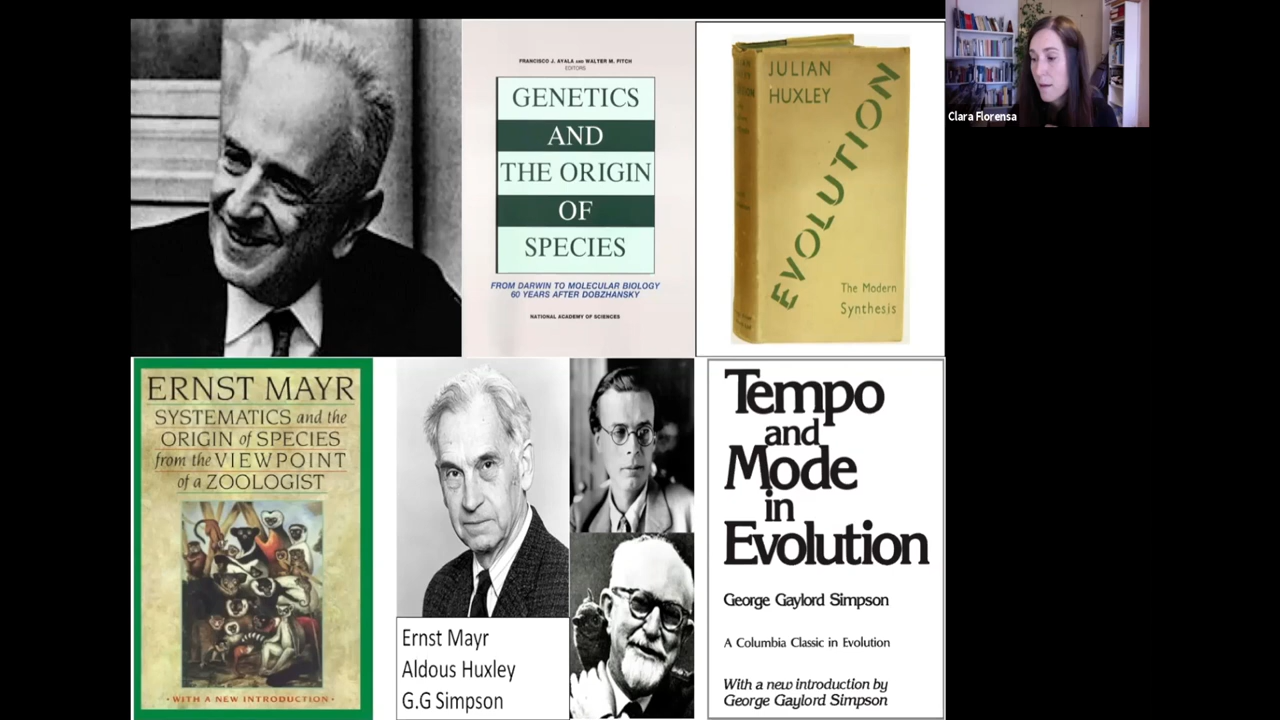 FRANCISCO J. AYALA AND WALTER M. FITCH
EDITORS
GENETICS
AND
THE ORIGIN
OF
SPECIES
FROM DARWIN TO MOLECULAR BIOLOGY
60 YEARS AFTER DOBZHANSKY
NATIONAL ACADEMY OF SCIENCES
JULIAN
HUXLEY
EVOLUTION
The Modern
Synthesis
Clara Florensa
ERNST MAYR
SYSTEMATICS and the
ORIGIN of SPECIES
from the VIEWPOINT
of a ZOOLOGIST
· WITH A NEW INTRODUCTION ·
Ernst Mayr
Aldous Huxley
G.G Simpson
Tempo
and
Mode
in
Evolution
George Gaylord Simpson
A Columbia Classic in Evolution
With a new introduction by
George Gaylord Simpson